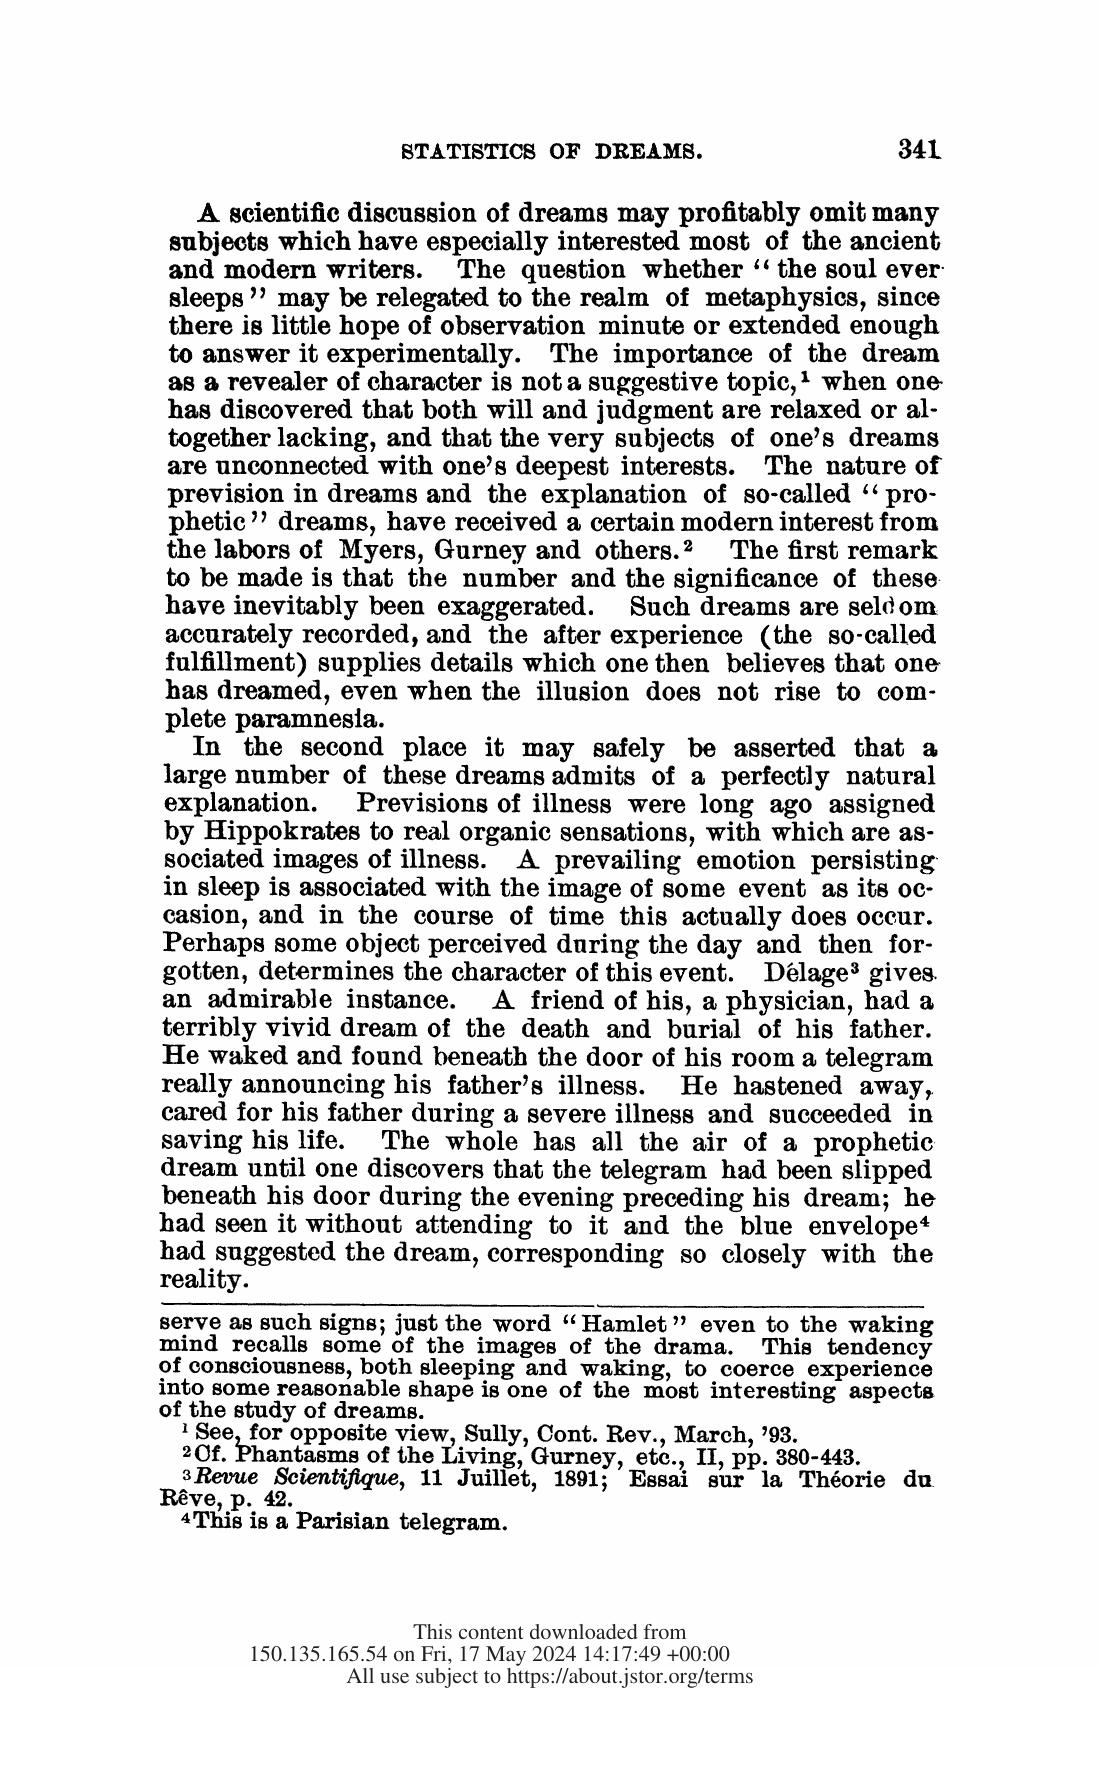 STATISTICS OF DREAMS. 341
A scientific discussion of dreams may profitably omit many
subjects which have especially interested most of the ancient
and modern writers. The question whether “ the soul ever
sleeps ” may be relegated to the realm of metaphysics, since
there is little hope of observation minute or extended enough
to answer it experimentally. The importance of the dream
as a revealer of character is not a suggestive topic,¹ when one
has discovered that both will and judgment are relaxed or al-
together lacking, and that the very subjects of one’s dreams
are unconnected with one’s deepest interests. The nature of
prevision in dreams and the explanation of so-called “ pro-
phetic ” dreams, have received a certain modern interest from
the labors of Myers, Gurney and others.² The first remark
to be made is that the number and the significance of these
have inevitably been exaggerated. Such dreams are seldom
accurately recorded, and the after experience (the so-called
fulfillment) supplies details which one then believes that one
has dreamed, even when the illusion does not rise to com-
plete paramnesia.
In the second place it may safely be asserted that a
large number of these dreams admits of a perfectly natural
explanation. Previsions of illness were long ago assigned
by Hippokrates to real organic sensations, with which are as-
sociated images of illness. A prevailing emotion persisting
in sleep is associated with the image of some event as its oc-
casion, and in the course of time this actually does occur.
Perhaps some object perceived during the day and then for-
gotten, determines the character of this event. Délage³ gives
an admirable instance. A friend of his, a physician, had a
terribly vivid dream of the death and burial of his father.
He waked and found beneath the door of his room a telegram
really announcing his father’s illness. He hastened away,
cared for his father during a severe illness and succeeded in
saving his life. The whole has all the air of a prophetic
dream until one discovers that the telegram had been slipped
beneath his door during the evening preceding his dream; he
had seen it without attending to it and the blue envelope⁴
had suggested the dream, corresponding so closely with the
reality.
serve as such signs; just the word “ Hamlet ” even to the waking
mind recalls some of the images of the drama. This tendency
of consciousness, both sleeping and waking, to coerce experience
into some reasonable shape is one of the most interesting aspects
of the study of dreams.
¹ See, for opposite view, Sully, Cont. Rev., March, ’93.
² Cf. Phantasms of the Living, Gurney, etc., II, pp. 380-443.
³ Revue Scientifique, 11 Juillet, 1891; Essai sur la Théorie du
Rêve, p. 42.
⁴ This is a Parisian telegram.
This content downloaded from
150.135.165.54 on Fri, 17 May 2024 14:17:49 +00:00
All use subject to https://about.jstor.org/terms